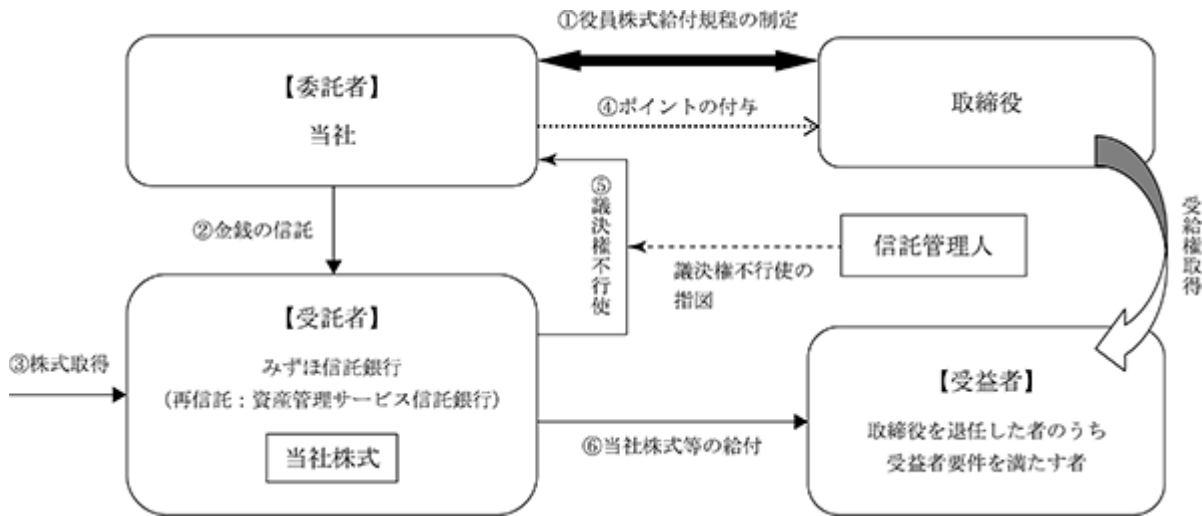 ①役員株式給付規程の制定
【委託者】
当社
取締役
④ポイントの付与
②金銭の信託
⑤議決権不行使
議決権不行使の
指図
信託管理人
受給権取得
【受託者】
みずほ信託銀行
（再信託：資産管理サービス信託銀行）
当社株式
③株式取得
⑥当社株式等の給付
【受益者】
取締役を退任した者のうち
受益者要件を満たす者